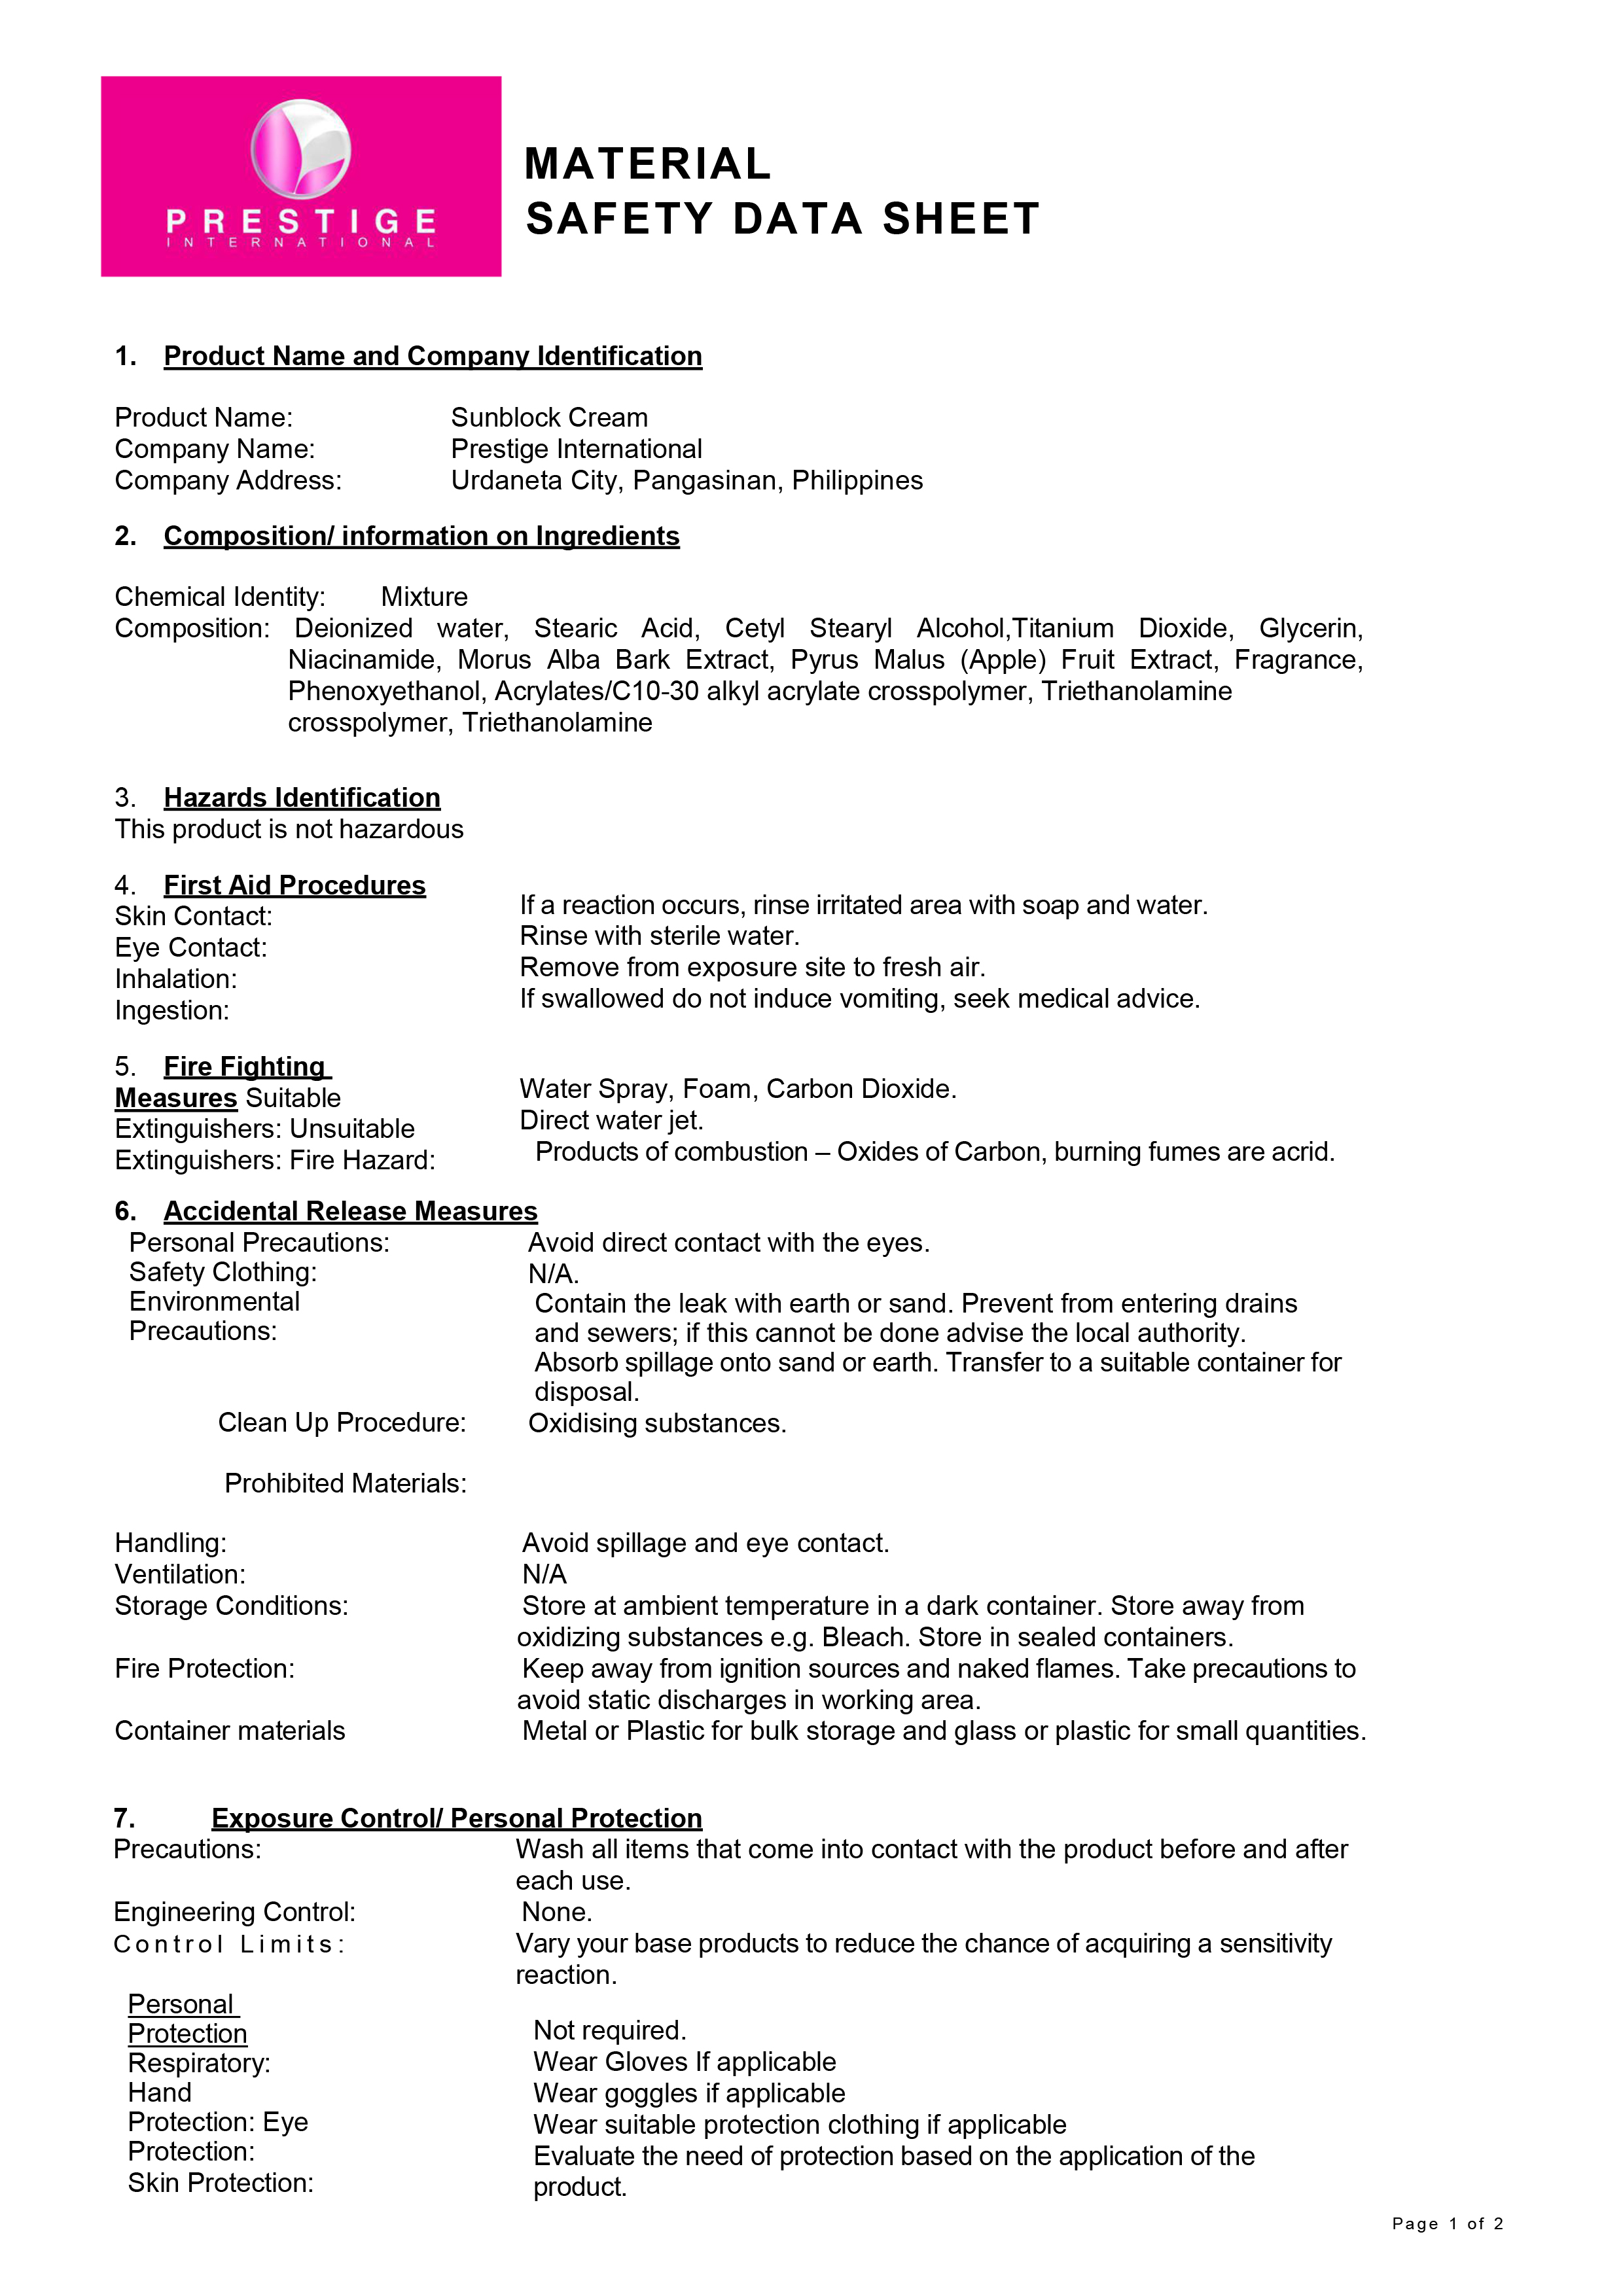 PRESTIGE
INTERNATIONAL
MATERIAL
SAFETY DATA SHEET
1. Product Name and Company Identification
Product Name: Sunblock Cream
Company Name: Prestige International
Company Address: Urdaneta City, Pangasinan, Philippines
2. Composition/ information on Ingredients
Chemical Identity: Mixture
Composition: Deionized water, Stearic Acid, Cetyl Stearyl Alcohol,Titanium Dioxide, Glycerin,
Niacinamide, Morus Alba Bark Extract, Pyrus Malus (Apple) Fruit Extract, Fragrance,
Phenoxyethanol, Acrylates/C10-30 alkyl acrylate crosspolymer, Triethanolamine
crosspolymer, Triethanolamine
3. Hazards Identification
This product is not hazardous
4. First Aid Procedures
Skin Contact: If a reaction occurs, rinse irritated area with soap and water.
Eye Contact: Rinse with sterile water.
Inhalation: Remove from exposure site to fresh air.
Ingestion: If swallowed do not induce vomiting, seek medical advice.
5. Fire Fighting
Measures Suitable Water Spray, Foam, Carbon Dioxide.
Extinguishers: Unsuitable Direct water jet.
Extinguishers: Fire Hazard: Products of combustion – Oxides of Carbon, burning fumes are acrid.
6. Accidental Release Measures
Personal Precautions: Avoid direct contact with the eyes.
Safety Clothing: N/A.
Environmental Contain the leak with earth or sand. Prevent from entering drains
Precautions: and sewers; if this cannot be done advise the local authority.
Absorb spillage onto sand or earth. Transfer to a suitable container for
disposal.
Clean Up Procedure: Oxidising substances.
Prohibited Materials:
Handling: Avoid spillage and eye contact.
Ventilation: N/A
Storage Conditions: Store at ambient temperature in a dark container. Store away from
oxidizing substances e.g. Bleach. Store in sealed containers.
Fire Protection: Keep away from ignition sources and naked flames. Take precautions to
avoid static discharges in working area.
Container materials Metal or Plastic for bulk storage and glass or plastic for small quantities.
7. Exposure Control/ Personal Protection
Precautions: Wash all items that come into contact with the product before and after
each use.
Engineering Control: None.
Control Limits: Vary your base products to reduce the chance of acquiring a sensitivity
reaction.
Personal
Protection Not required.
Respiratory: Wear Gloves If applicable
Hand Wear goggles if applicable
Protection: Eye Wear suitable protection clothing if applicable
Protection: Evaluate the need of protection based on the application of the
Skin Protection: product.
Page 1 of 2